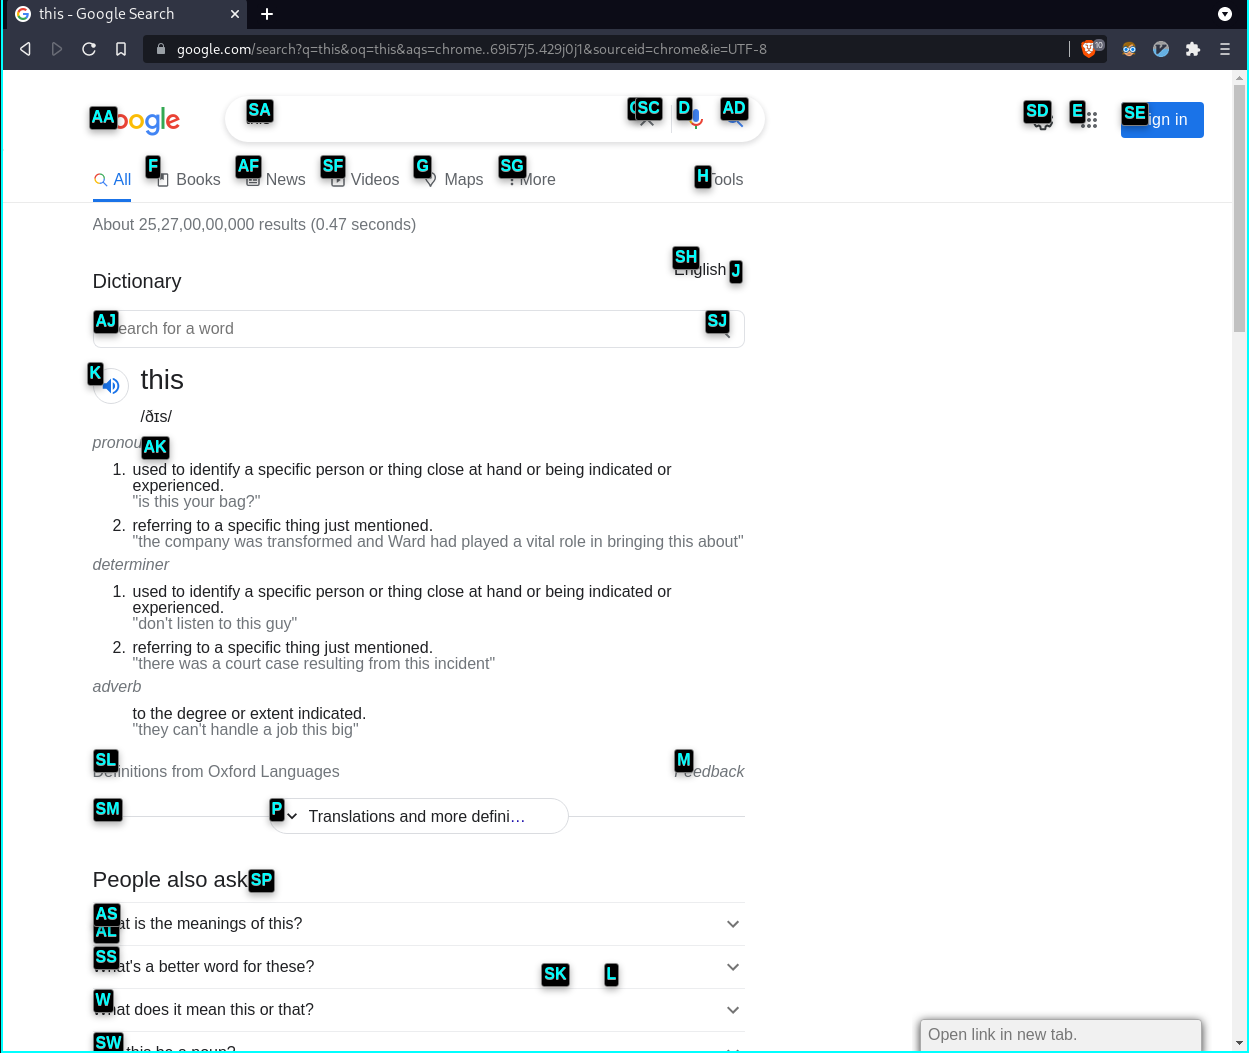 this - Google Search
google.com/search?q=this&oq=this&aqs=chrome..69i57j5.429j0j1&sourceid=chrome&ie=UTF-8
10
AA oogle SA this SC D AD SD E SE ign in
All F Books AF News SF Videos G Maps SG More H Tools
About 25,27,00,00,000 results (0.47 seconds)
Dictionary SH English J
AJ earch for a word SJ
K this
/ðɪs/
pronou AK
1. used to identify a specific person or thing close at hand or being indicated or
experienced.
"is this your bag?"
2. referring to a specific thing just mentioned.
"the company was transformed and Ward had played a vital role in bringing this about"
determiner
1. used to identify a specific person or thing close at hand or being indicated or
experienced.
"don't listen to this guy"
2. referring to a specific thing just mentioned.
"there was a court case resulting from this incident"
adverb
to the degree or extent indicated.
"they can't handle a job this big"
SL Definitions from Oxford Languages M Feedback
SM P Translations and more defini…
People also ask SP
AS at is the meanings of this?
AL
SS What's a better word for these?
SK L
W What does it mean this or that?
SW this be a noun?
Open link in new tab.